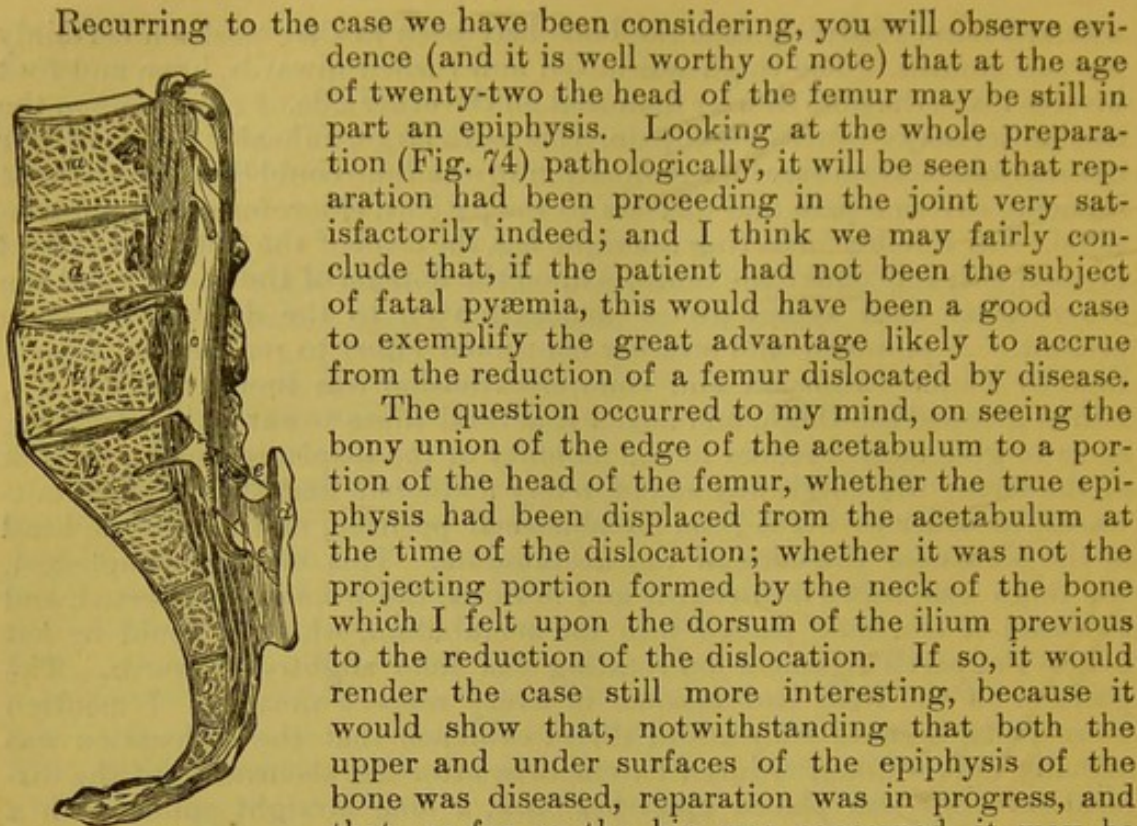 Recurring to the case we have been considering, you will observe evi-
dence (and it is well worthy of note) that at the age
of twenty-two the head of the femur may be still in
part an epiphysis. Looking at the whole prepara-
tion (Fig. 74) pathologically, it will be seen that rep-
aration had been proceeding in the joint very sat-
isfactorily indeed; and I think we may fairly con-
clude that, if the patient had not been the subject
of fatal pyæmia, this would have been a good case
to exemplify the great advantage likely to accrue
from the reduction of a femur dislocated by disease.
The question occurred to my mind, on seeing the
bony union of the edge of the acetabulum to a por-
tion of the head of the femur, whether the true epi-
physis had been displaced from the acetabulum at
the time of the dislocation; whether it was not the
projecting portion formed by the neck of the bone
which I felt upon the dorsum of the ilium previous
to the reduction of the dislocation. If so, it would
render the case still more interesting, because it
would show that, notwithstanding that both the
upper and under surfaces of the epiphysis of the
bone was diseased, reparation was in progress, and
a
a
b
e
d
c